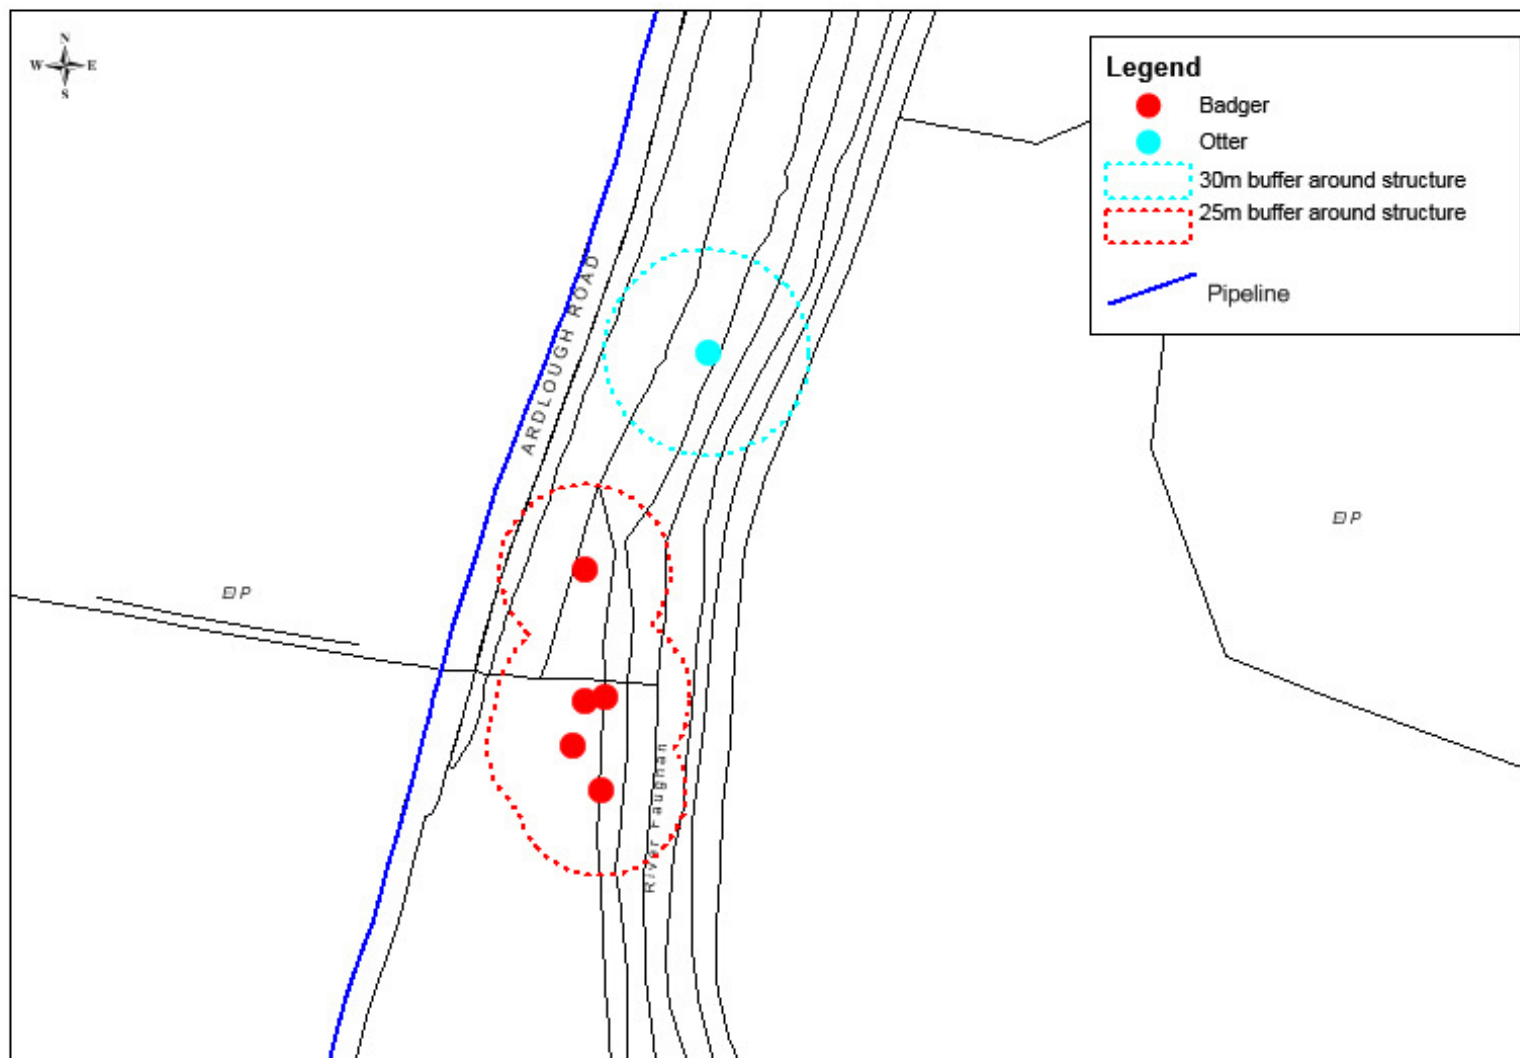 N
W E
S
Legend
Badger
Otter
30m buffer around structure
25m buffer around structure
Pipeline
ARDLOUGH ROAD
El P
El P
River Faughan